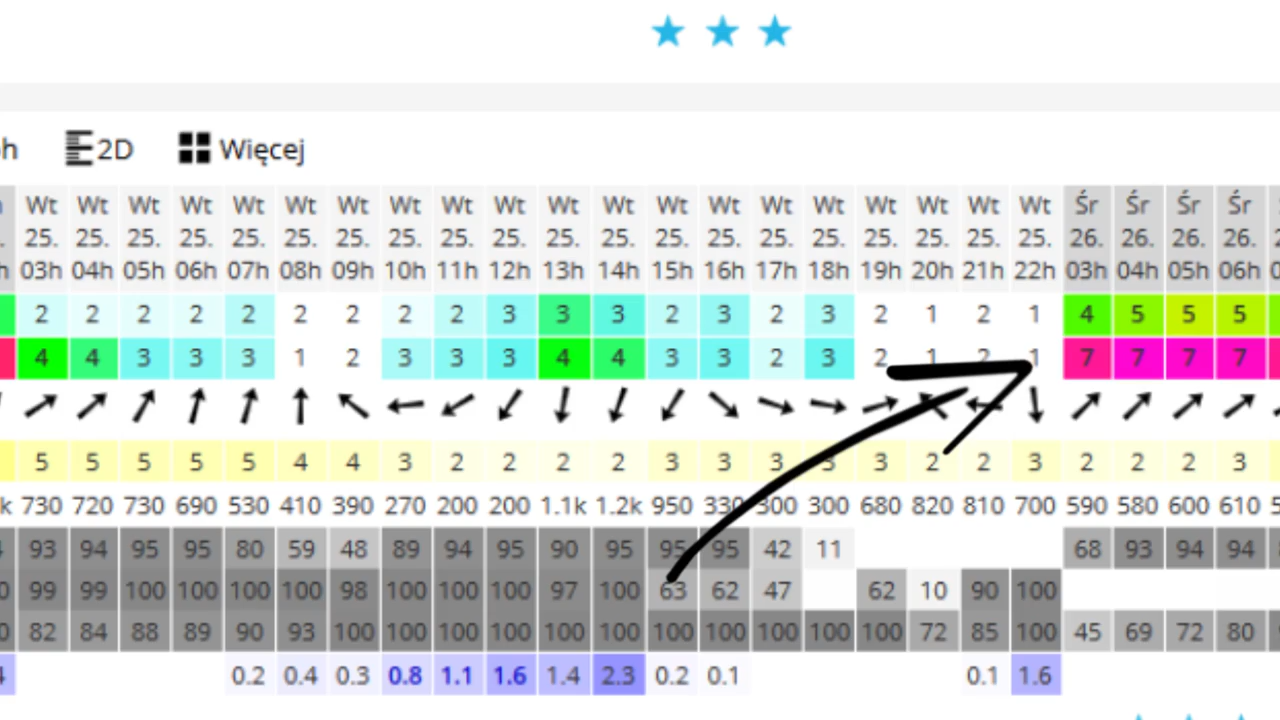 2D Więcej
Wt Wt Wt Wt Wt Wt Wt Wt Wt Wt Wt Wt Wt Wt Wt Wt Wt Wt Wt Wt Śr Śr Śr Śr
25. 25. 25. 25. 25. 25. 25. 25. 25. 25. 25. 25. 25. 25. 25. 25. 25. 25. 25. 25. 26. 26. 26. 26.
03h 04h 05h 06h 07h 08h 09h 10h 11h 12h 13h 14h 15h 16h 17h 18h 19h 20h 21h 22h 03h 04h 05h 06h
2 2 2 2 2 2 2 2 2 3 3 3 2 3 2 3 2 1 2 1 4 5 5 5
4 4 3 3 3 1 2 3 3 3 4 4 3 3 2 3 2 1 2 1 7 7 7 7
5 5 5 5 5 4 4 3 2 2 2 2 3 3 3 3 3 2 2 3 2 2 2 3
k 730 720 730 690 530 410 390 270 200 200 1.1k 1.2k 950 330 300 300 680 820 810 700 590 580 600 610
93 94 95 95 80 59 48 89 94 95 90 95 95 95 42 11 68 93 94 94
99 99 100 100 100 100 98 100 100 100 97 100 63 62 47 62 10 90 100
82 84 88 89 90 93 100 100 100 100 100 100 100 100 100 100 100 72 85 100 45 69 72 80
0.2 0.4 0.3 0.8 1.1 1.6 1.4 2.3 0.2 0.1 0.1 1.6